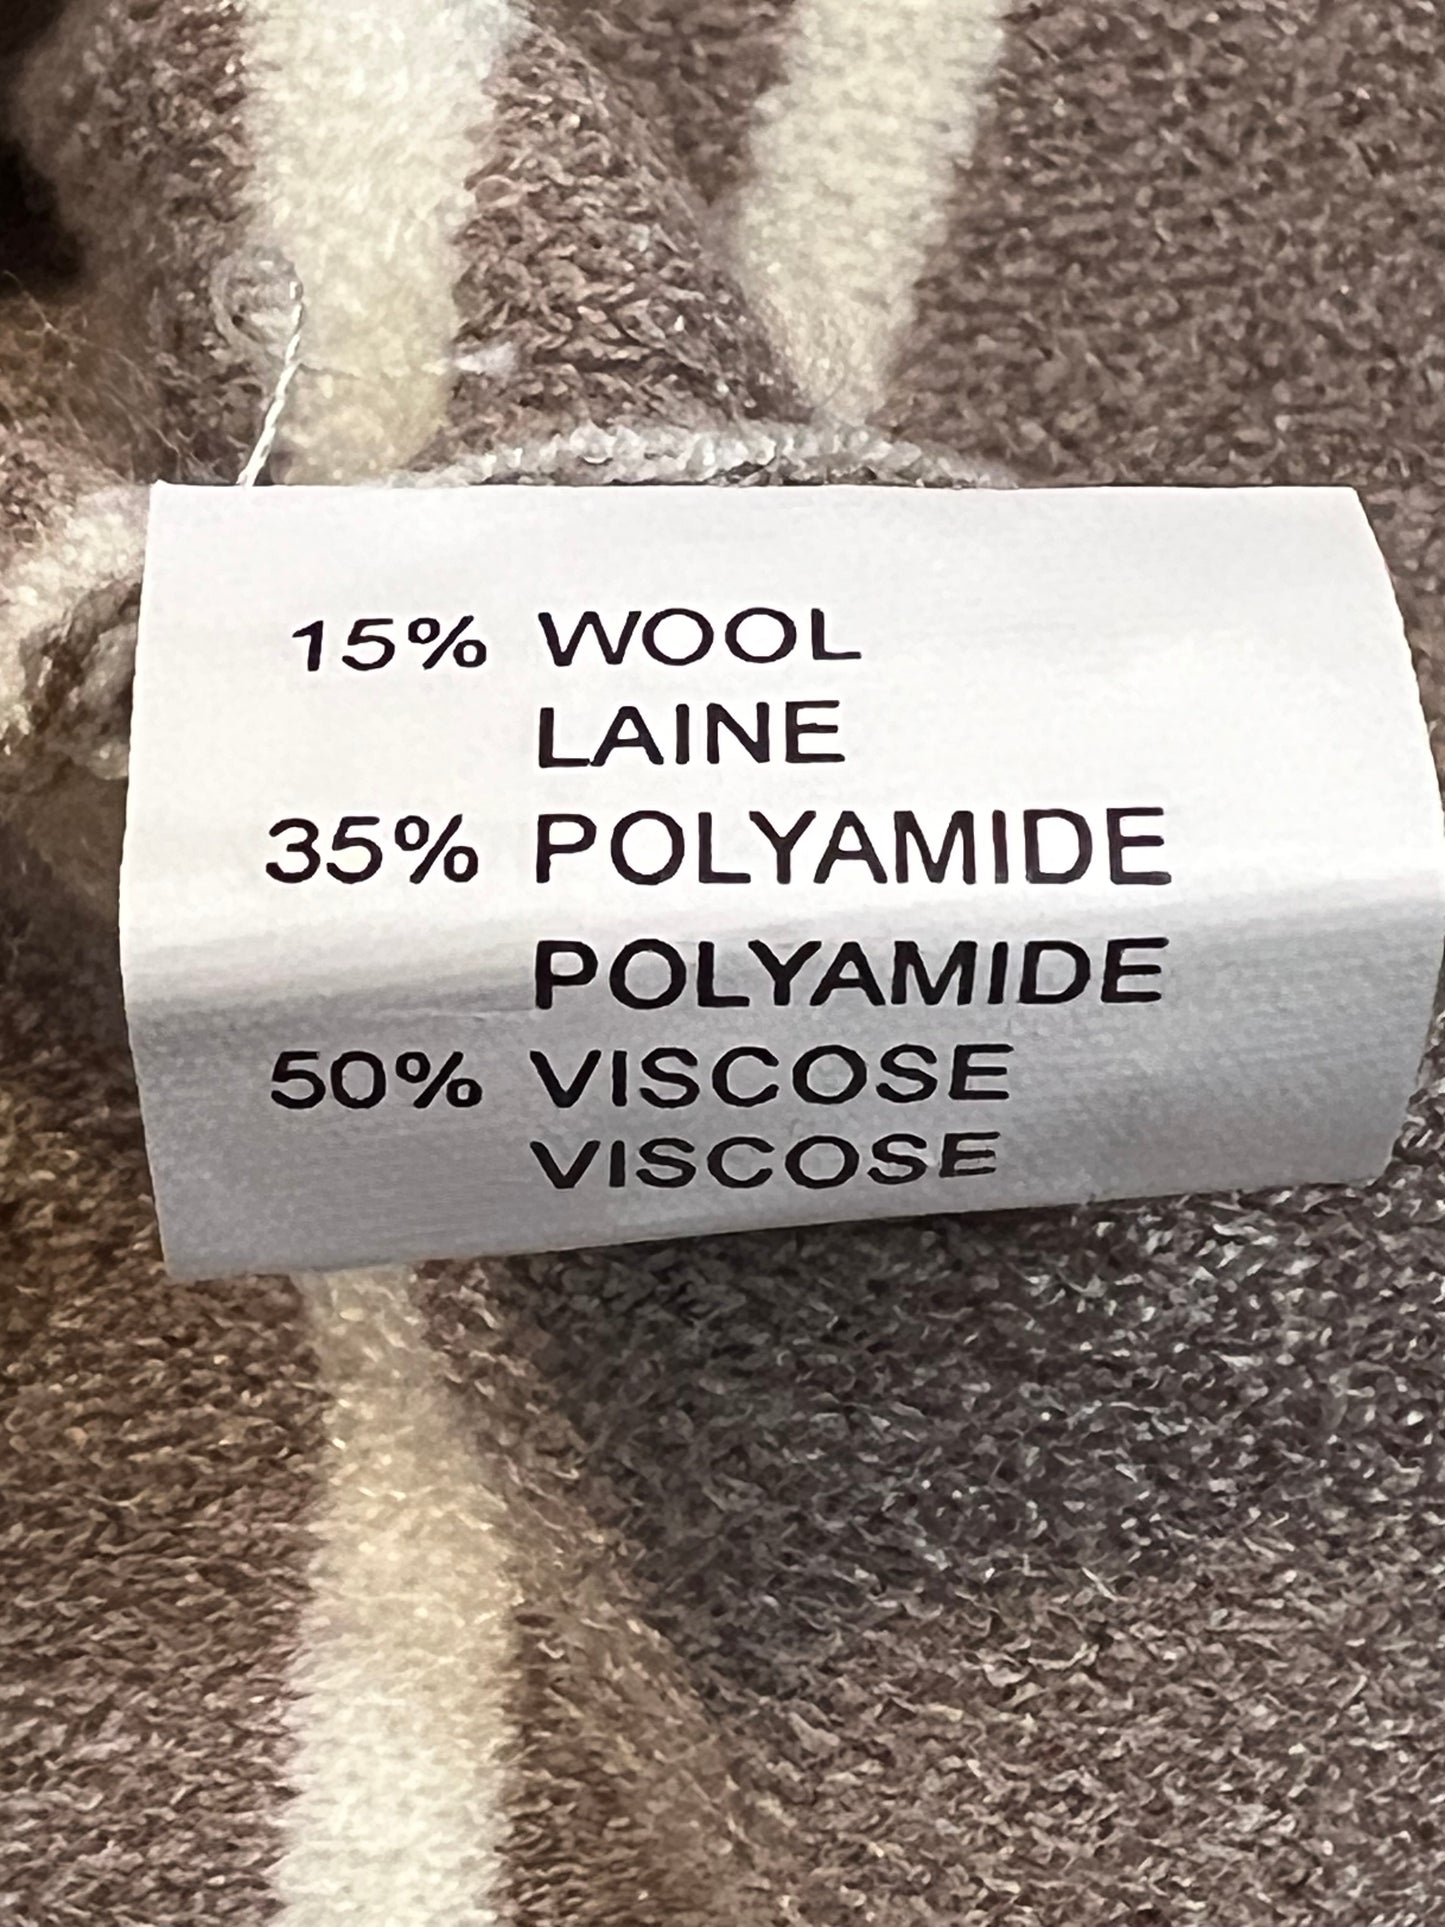 15% WOOL
LAINE
35% POLYAMIDE
POLYAMIDE
50% VISCOSE
VISCOSE